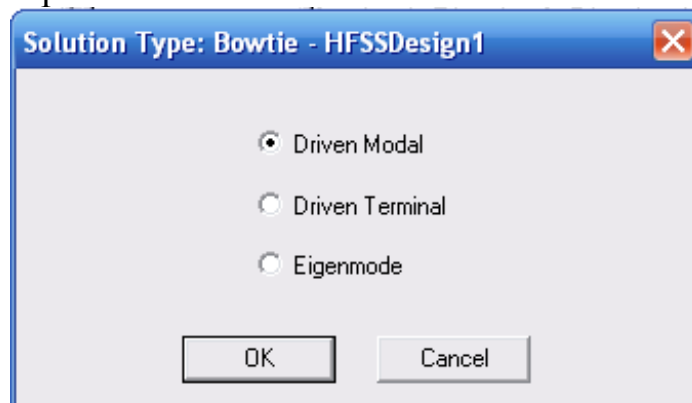 Solution Type: Bowtie - HFSSDesign1
Driven Modal
Driven Terminal
Eigenmode
OK Cancel